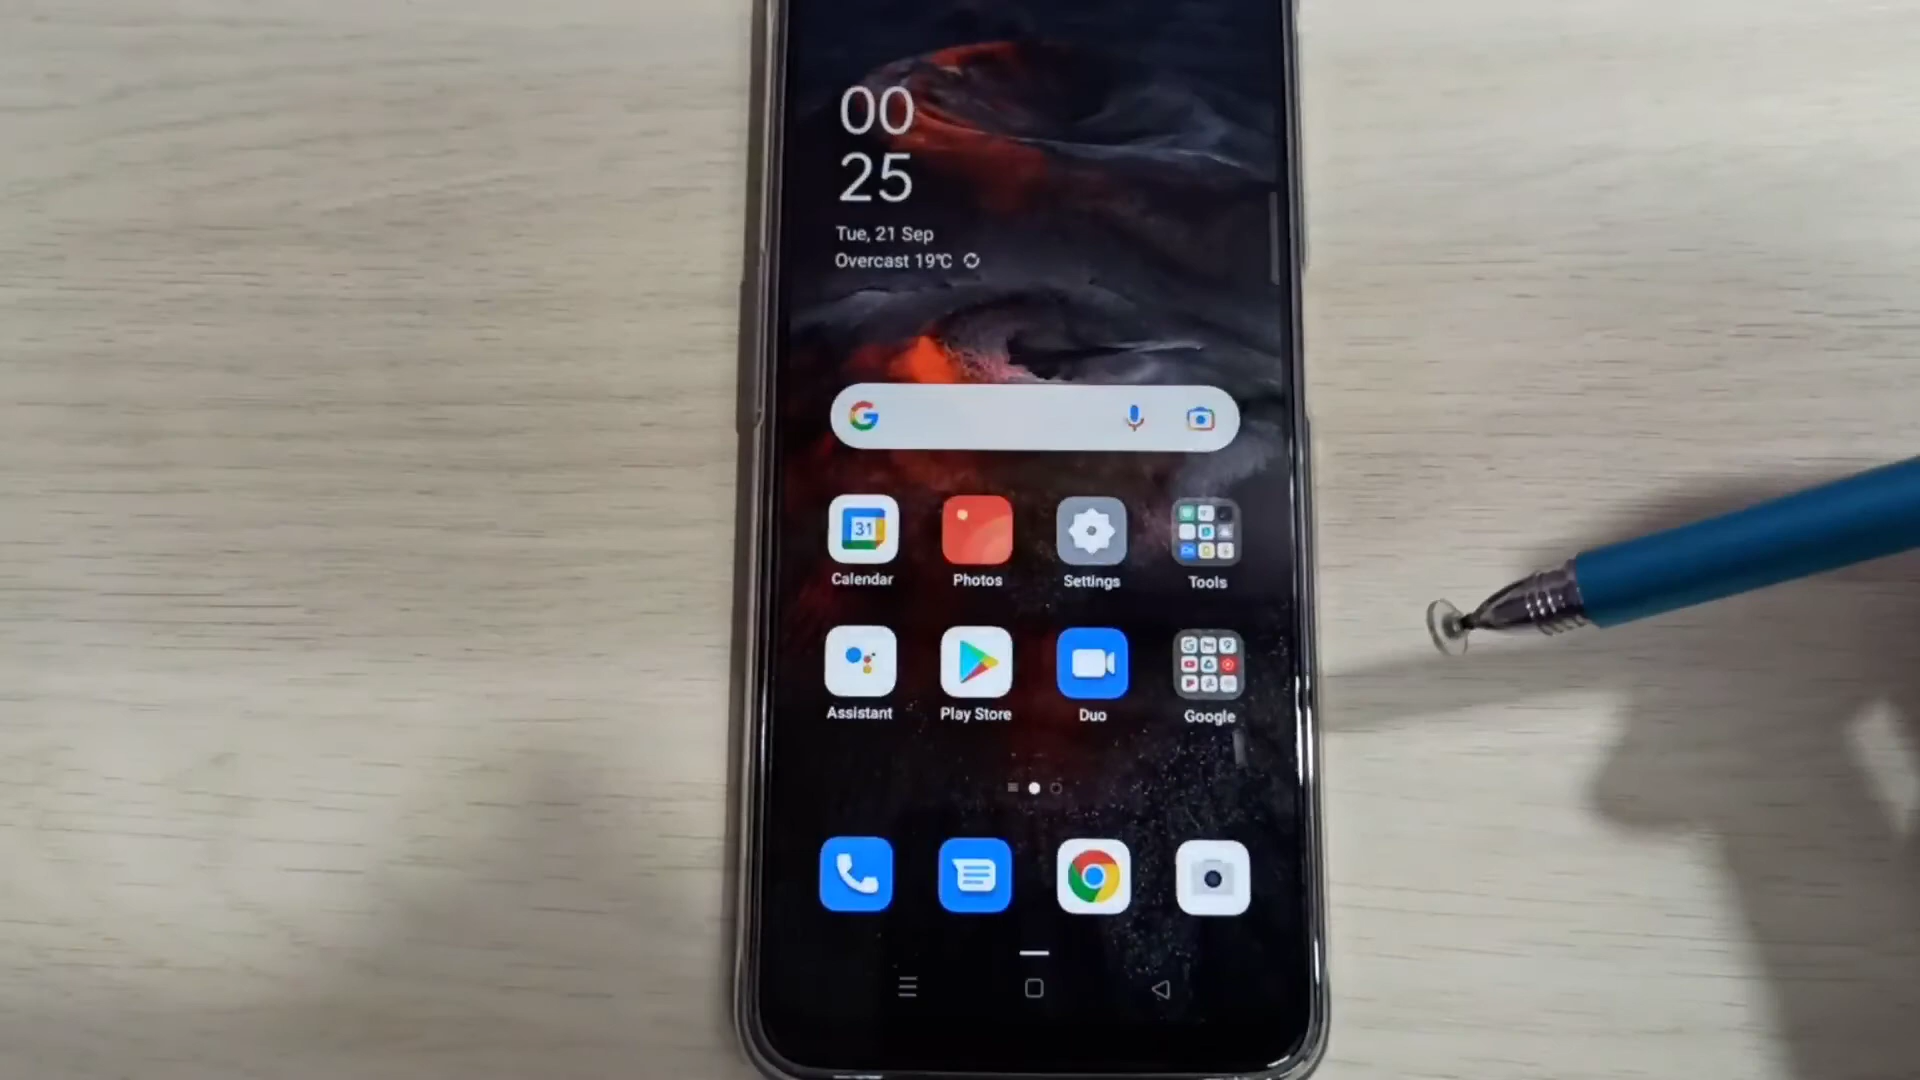 00
25
Tue, 21 Sep
Overcast 19°C
31
Calendar Photos Settings Tools
Assistant Play Store Duo Google